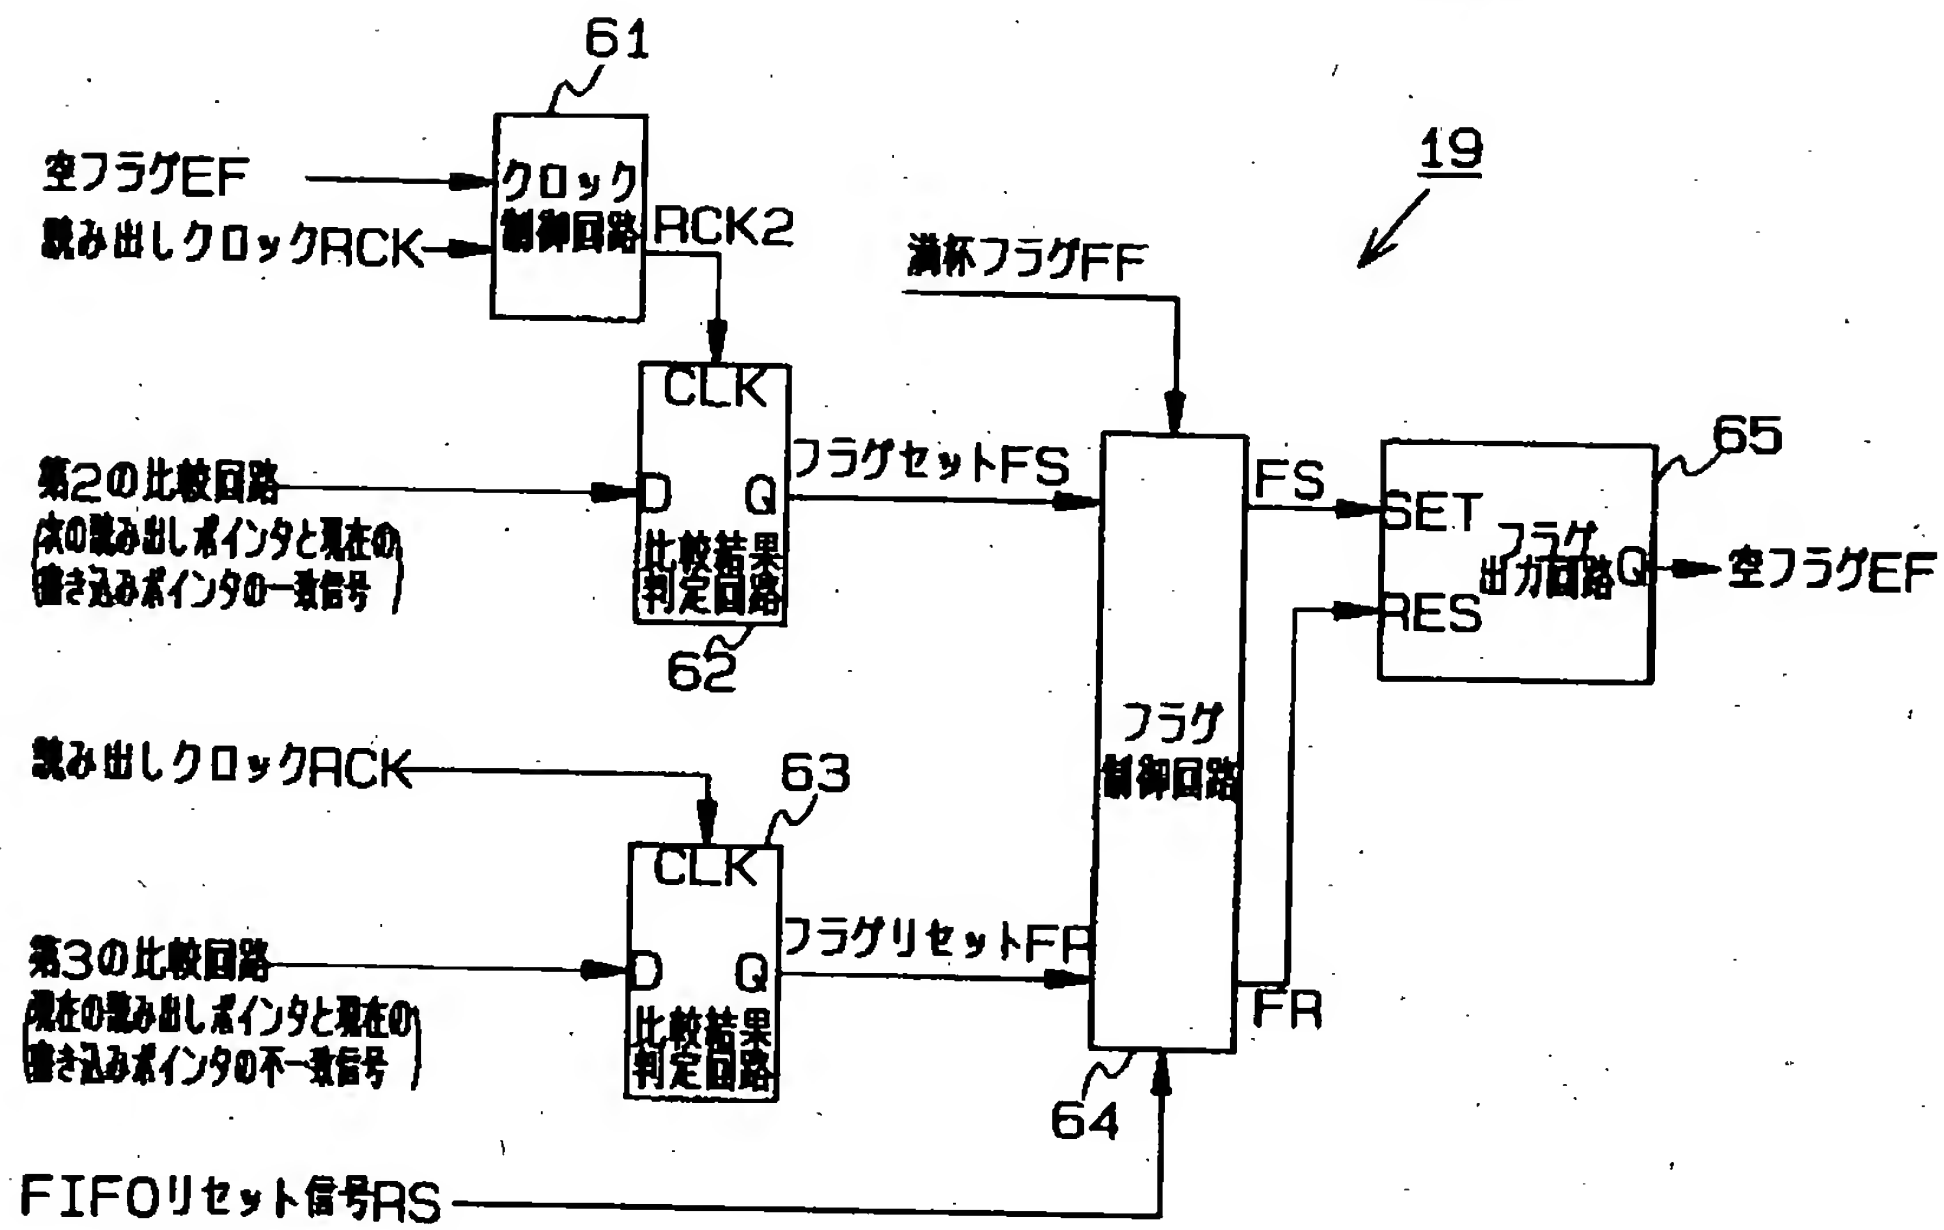 61
19
空フラグEF
クロック
制御回路
読み出しクロックRCK
RCK2
満杯フラグFF
CLK
第2の比較回路
(次の読み出しポインタと現在の
書き込みポインタの一致信号)
D
Q
比較結果
判定回路
62
フラグセットFS
FS
65
SET
フラグ
出力回路
Q
RES
空フラグEF
フラグ
制御回路
読み出しクロックRCK
63
CLK
第3の比較回路
(現在の読み出しポインタと現在の
書き込みポインタの不一致信号)
D
Q
比較結果
判定回路
フラグリセットFR
FR
64
FIFOリセット信号RS